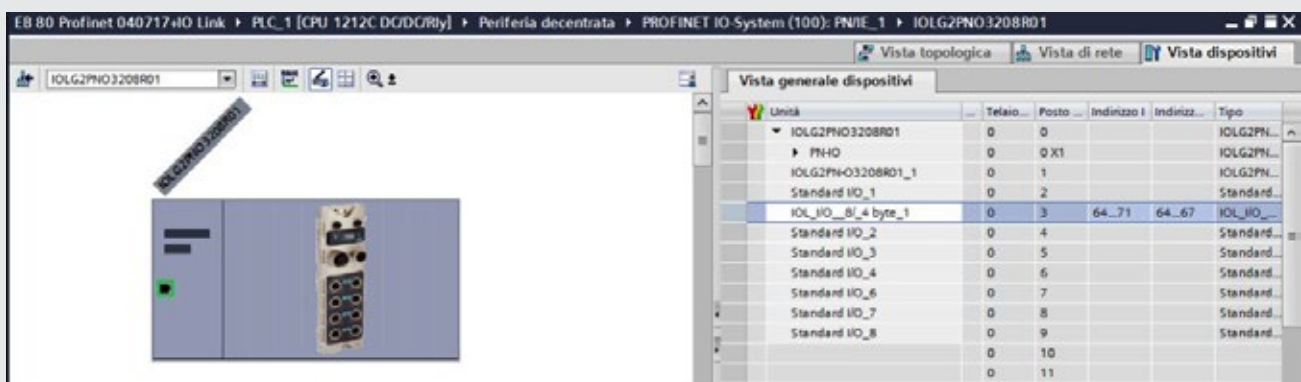 E8 80 Profinet 040717+IO Link ▸ PLC_1 [CPU 1212C DC/DC/Rly] ▸ Periferia decentrata ▸ PROFINET IO-System (100): PN/IE_1 ▸ IOLG2PNO3208R01
Vista topologica Vista di rete Vista dispositivi
IOLG2PNO3208R01
Vista generale dispositivi
Unità ... Telaio... Posto ... Indirizzo I Indirizz... Tipo
IOLG2PNO3208R01 0 0 IOLG2PN...
PN-IO 0 0 X1 IOLG2PN...
IOLG2PN-O3208R01_1 0 1 IOLG2PN...
Standard I/O_1 0 2 Standard...
IOL_I/O__8/_4 byte_1 0 3 64...71 64...67 IOL_I/O_...
Standard I/O_2 0 4 Standard...
Standard I/O_3 0 5 Standard...
Standard I/O_4 0 6 Standard...
Standard I/O_6 0 7 Standard...
Standard I/O_7 0 8 Standard...
Standard I/O_8 0 9 Standard...
0 10
0 11
IOLG2PNO3208R01